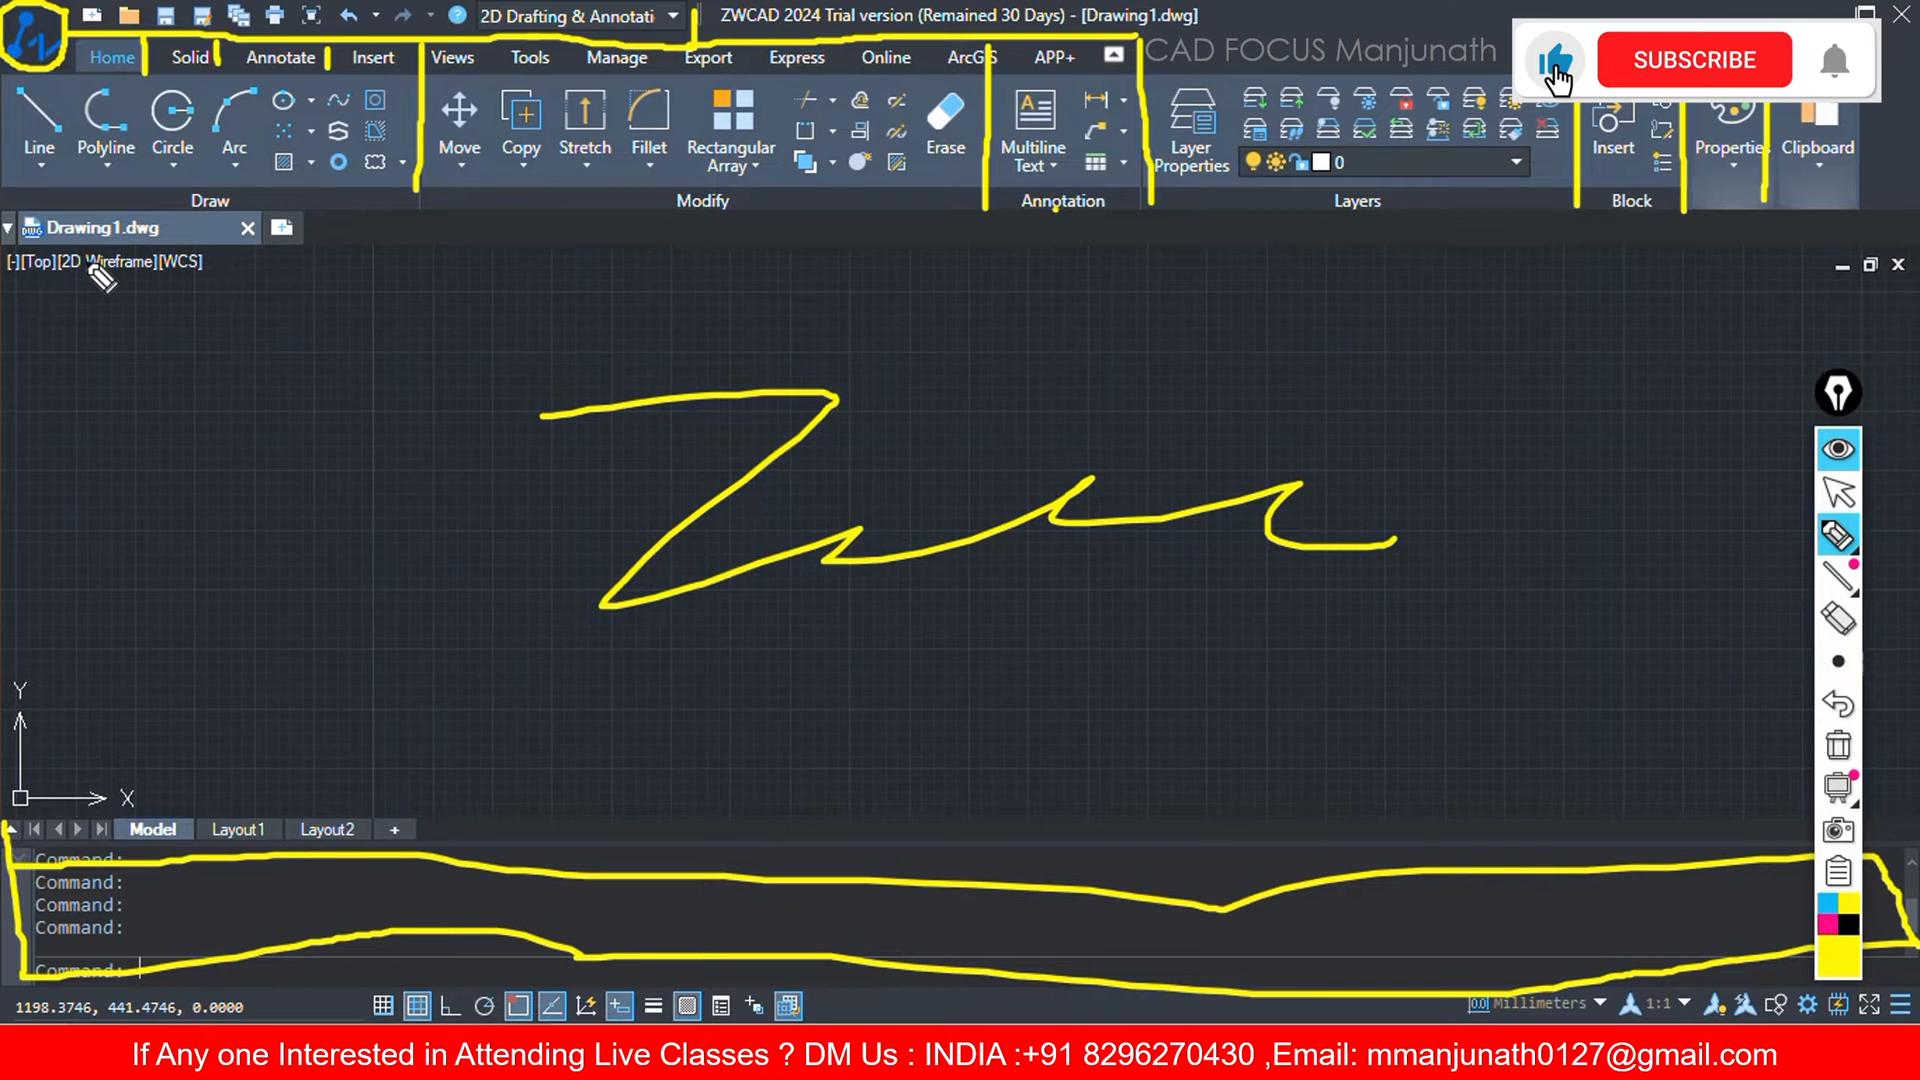 2D Drafting & Annotati
ZWCAD 2024 Trial version (Remained 30 Days) - [Drawing1.dwg]
Home Solid Annotate Insert Views Tools Manage Export Express Online ArcGIS APP+
CAD FOCUS Manjunath
SUBSCRIBE
Line Polyline Circle Arc
Move Copy Stretch Fillet Rectangular Array Erase
Multiline Text
Layer Properties
0
Insert
Properties
Clipboard
Draw Modify Annotation Layers Block
Drawing1.dwg
[-][Top][2D Wireframe][WCS]
Y
X
Model Layout1 Layout2 +
Command:
Command:
Command:
Command:
Command:
1198.3746, 441.4746, 0.0000
Millimeters 1:1
If Any one Interested in Attending Live Classes ? DM Us : INDIA :+91 8296270430 ,Email: mmanjunath0127@gmail.com